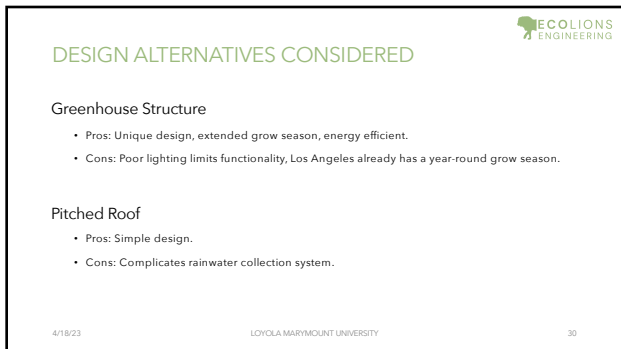 ECOLIONS
ENGINEERING
DESIGN ALTERNATIVES CONSIDERED
Greenhouse Structure
• Pros: Unique design, extended grow season, energy efficient.
• Cons: Poor lighting limits functionality, Los Angeles already has a year-round grow season.
Pitched Roof
• Pros: Simple design.
• Cons: Complicates rainwater collection system.
4/18/23 LOYOLA MARYMOUNT UNIVERSITY 30